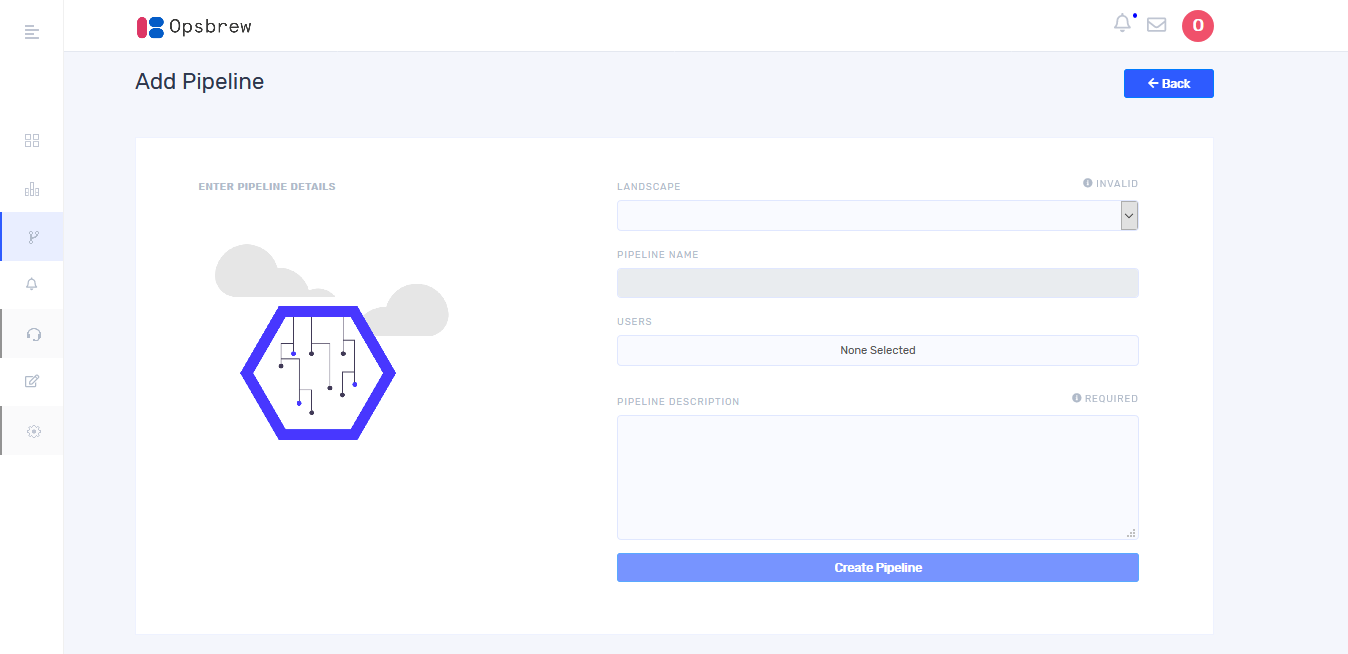 Opsbrew
O
Add Pipeline
Back
ENTER PIPELINE DETAILS
LANDSCAPE
INVALID
PIPELINE NAME
USERS
None Selected
PIPELINE DESCRIPTION
REQUIRED
Create Pipeline